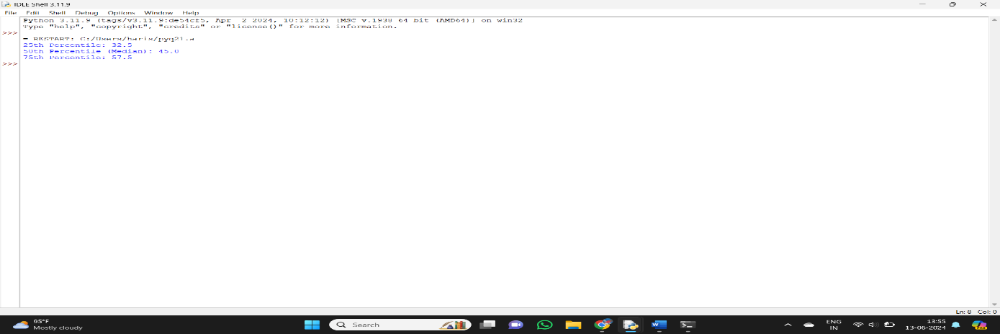 IDLE Shell 3.11.9
File Edit Shell Debug Options Window Help
Python 3.11.9 (tags/v3.11.9:de54cf5, Apr  2 2024, 10:12:12) [MSC v.1938 64 bit (AMD64)] on win32
Type "help", "copyright", "credits" or "license()" for more information.
>>>
= RESTART: C:/Users/haris/pyq21.a
25th Percentile: 32.5
50th Percentile (Median): 45.0
75th Percentile: 57.5
>>>
Ln: 8 Col: 0
95°F
Mostly cloudy
Search
ENG
IN
13:55
13-06-2024